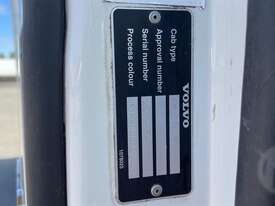 VOLVO
Cab type
Approval number
Serial number
Process colour